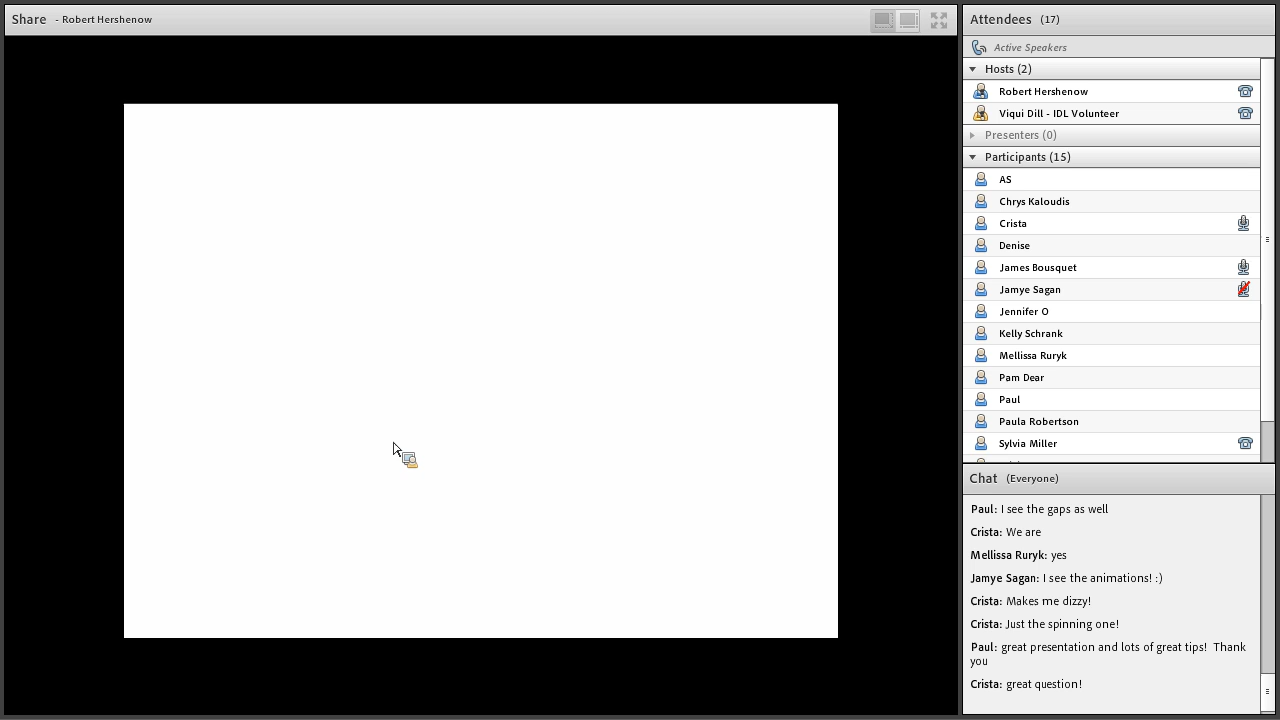 Share - Robert Hershenow
Attendees (17)
Active Speakers
Hosts (2)
Robert Hershenow
Viqui Dill - IDL Volunteer
Presenters (0)
Participants (15)
AS
Chrys Kaloudis
Crista
Denise
James Bousquet
Jamye Sagan
Jennifer O
Kelly Schrank
Mellissa Ruryk
Pam Dear
Paul
Paula Robertson
Sylvia Miller
Chat (Everyone)
Paul: I see the gaps as well
Crista: We are
Mellissa Ruryk: yes
Jamye Sagan: I see the animations! :)
Crista: Makes me dizzy!
Crista: Just the spinning one!
Paul: great presentation and lots of great tips! Thank
you
Crista: great question!